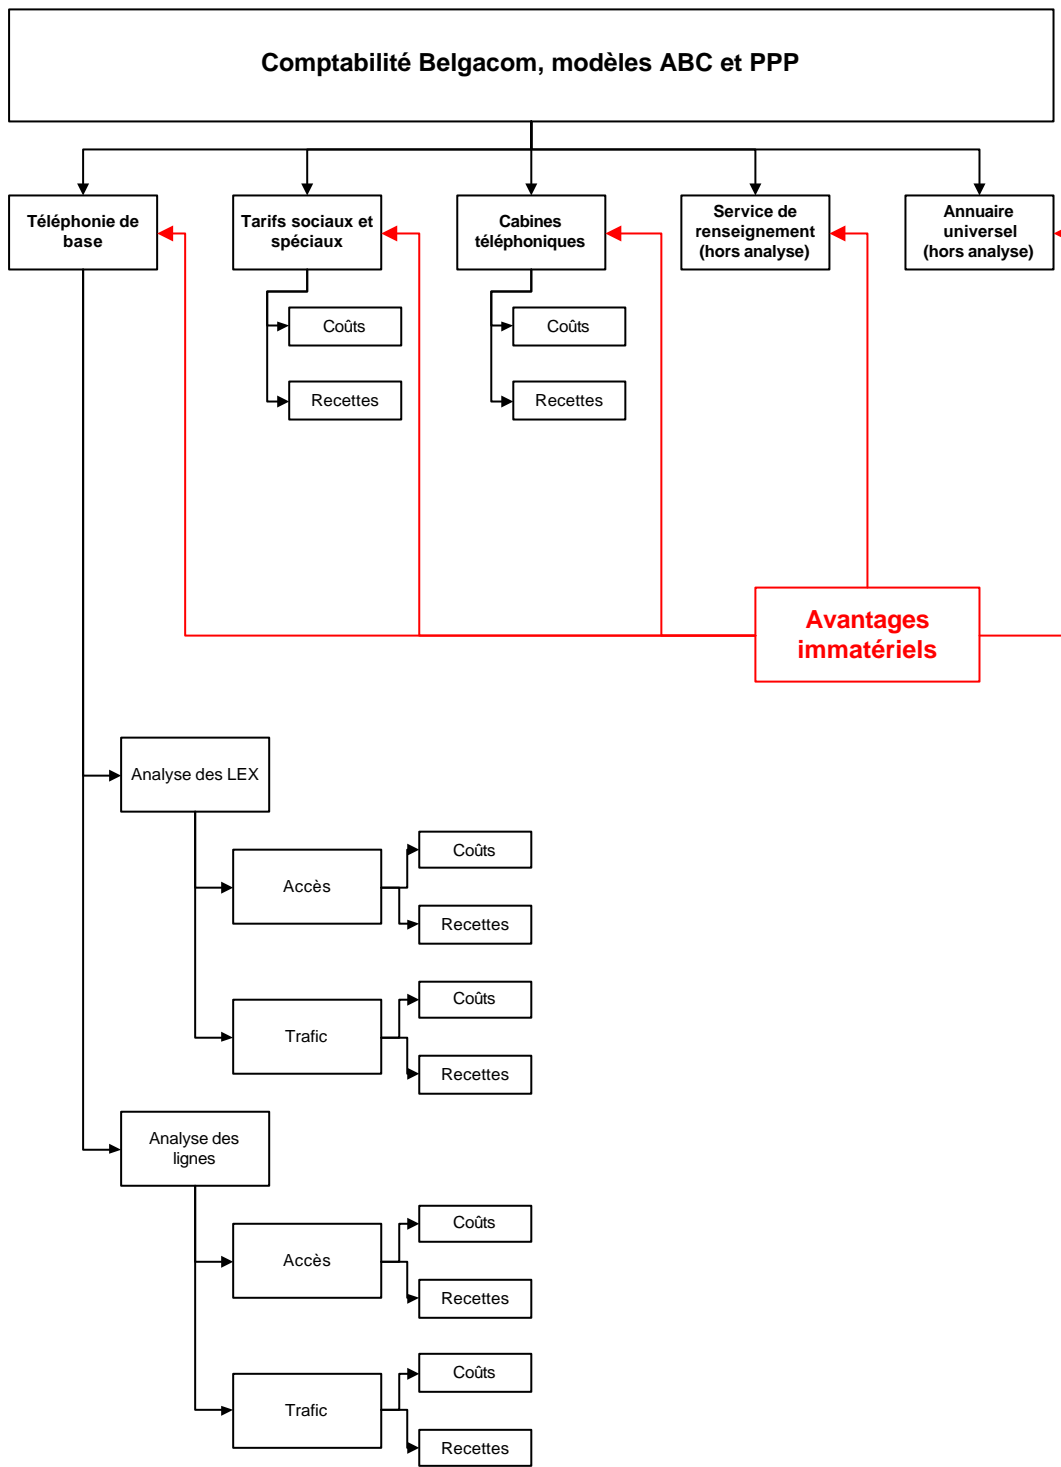 Comptabilité Belgacom, modèles ABC et PPP
Téléphonie de
base
Tarifs sociaux et
spéciaux
Cabines
téléphoniques
Service de
renseignement
(hors analyse)
Annuaire
universel
(hors analyse)
Coûts
Recettes
Coûts
Recettes
Avantages
immatériels
Analyse des LEX
Accès
Coûts
Recettes
Trafic
Coûts
Recettes
Analyse des
lignes
Accès
Coûts
Recettes
Trafic
Coûts
Recettes